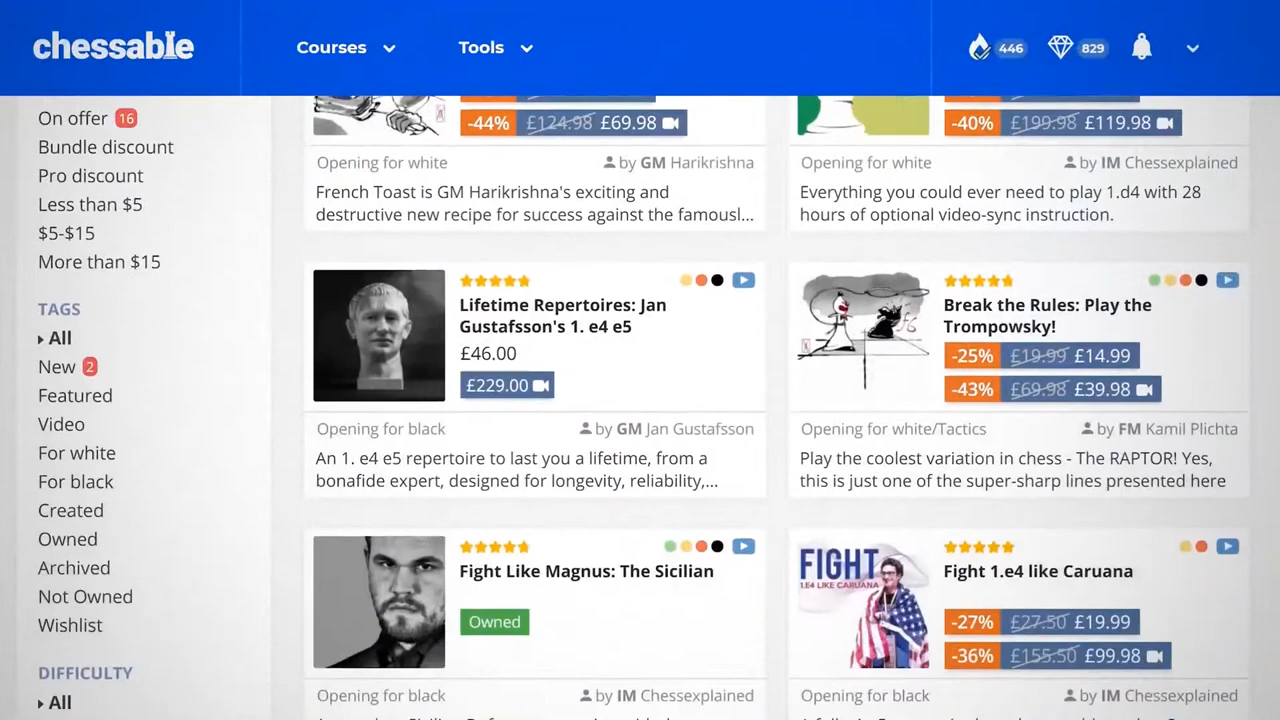 chessable
Courses
Tools
446
829
On offer 16
Bundle discount
Pro discount
Less than $5
$5-$15
More than $15
TAGS
All
New 2
Featured
Video
For white
For black
Created
Owned
Archived
Not Owned
Wishlist
DIFFICULTY
All
-44% £124.98 £69.98
Opening for white by GM Harikrishna
French Toast is GM Harikrishna's exciting and
destructive new recipe for success against the famousl...
-40% £199.98 £119.98
Opening for white by IM Chessexplained
Everything you could ever need to play 1.d4 with 28
hours of optional video-sync instruction.
Lifetime Repertoires: Jan
Gustafsson's 1. e4 e5
£46.00
£229.00
Opening for black by GM Jan Gustafsson
An 1. e4 e5 repertoire to last you a lifetime, from a
bonafide expert, designed for longevity, reliability,...
Break the Rules: Play the
Trompowsky!
-25% £19.99 £14.99
-43% £69.98 £39.98
Opening for white/Tactics by FM Kamil Plichta
Play the coolest variation in chess - The RAPTOR! Yes,
this is just one of the super-sharp lines presented here
Fight Like Magnus: The Sicilian
Owned
Opening for black by IM Chessexplained
FIGHT
1.E4 LIKE CARUANA
Fight 1.e4 like Caruana
-27% £27.50 £19.99
-36% £155.50 £99.98
Opening for black by IM Chessexplained